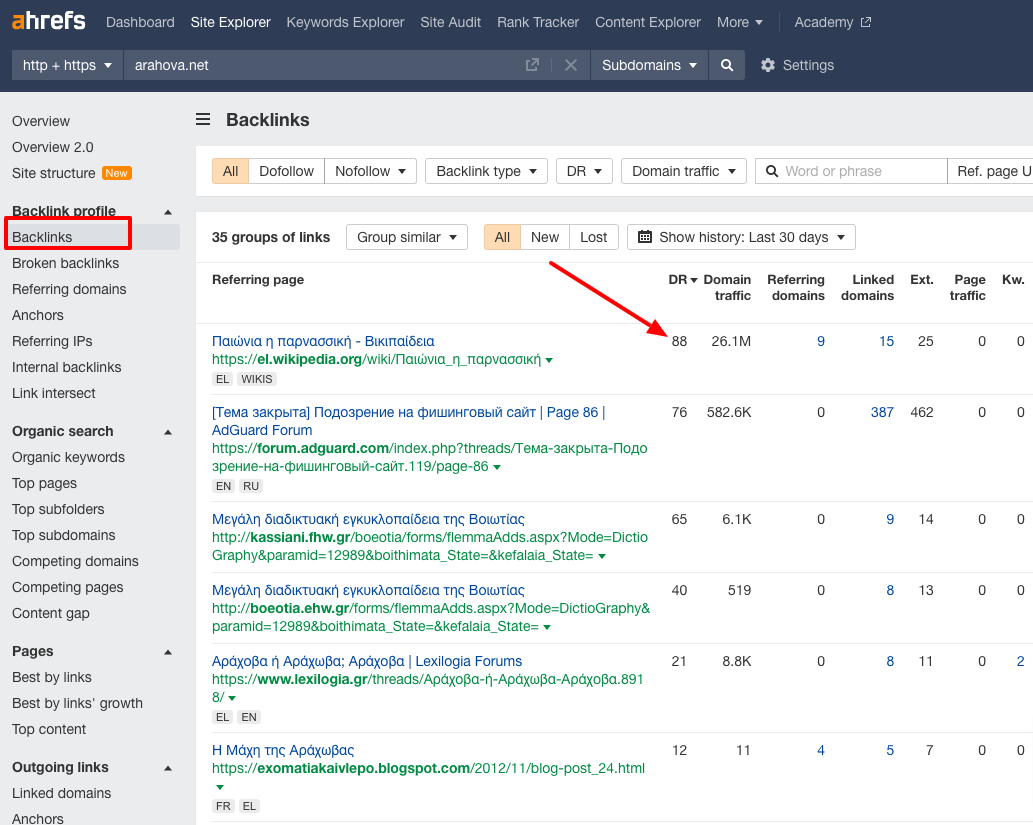 ahrefs Dashboard Site Explorer Keywords Explorer Site Audit Rank Tracker Content Explorer More Academy
http + https arahova.net Subdomains Settings
Overview
Overview 2.0
Site structure New
Backlink profile
Backlinks
Broken backlinks
Referring domains
Anchors
Referring IPs
Internal backlinks
Link intersect
Organic search
Organic keywords
Top pages
Top subfolders
Top subdomains
Competing domains
Competing pages
Content gap
Pages
Best by links
Best by links' growth
Top content
Outgoing links
Linked domains
Anchors
Backlinks
All Dofollow Nofollow Backlink type DR Domain traffic Word or phrase Ref. page U
35 groups of links Group similar All New Lost Show history: Last 30 days
Referring page DR Domain Referring Linked Ext. Page Kw.
traffic domains domains traffic
Παιώνια η παρνασσική - Βικιπαίδεια 88 26.1M 9 15 25 0 0
https://el.wikipedia.org/wiki/Παιώνια_η_παρνασσική
EL WIKIS
[Тема закрыта] Подозрение на фишинговый сайт | Page 86 | 76 582.6K 0 387 462 0 0
AdGuard Forum
https://forum.adguard.com/index.php?threads/Тема-закрыта-Подо
зрение-на-фишинговый-сайт.119/page-86
EN RU
Μεγάλη διαδικτυακή εγκυκλοπαίδεια της Βοιωτίας 65 6.1K 0 9 14 0 0
http://kassiani.fhw.gr/boeotia/forms/flemmaAdds.aspx?Mode=Dictio
Graphy&paramid=12989&boithimata_State=&kefalaia_State=
Μεγάλη διαδικτυακή εγκυκλοπαίδεια της Βοιωτίας 40 519 0 8 13 0 0
http://boeotia.ehw.gr/forms/flemmaAdds.aspx?Mode=DictioGraphy&
paramid=12989&boithimata_State=&kefalaia_State=
Αράχοβα ή Αράχωβα; Αράχοβα | Lexilogia Forums 21 8.8K 0 8 11 0 2
https://www.lexilogia.gr/threads/Αράχοβα-ή-Αράχωβα-Αράχοβα.891
8/
EL EN
Η Μάχη της Αράχωβας 12 11 4 5 7 0 0
https://exomatiakaivlepo.blogspot.com/2012/11/blog-post_24.html
FR EL